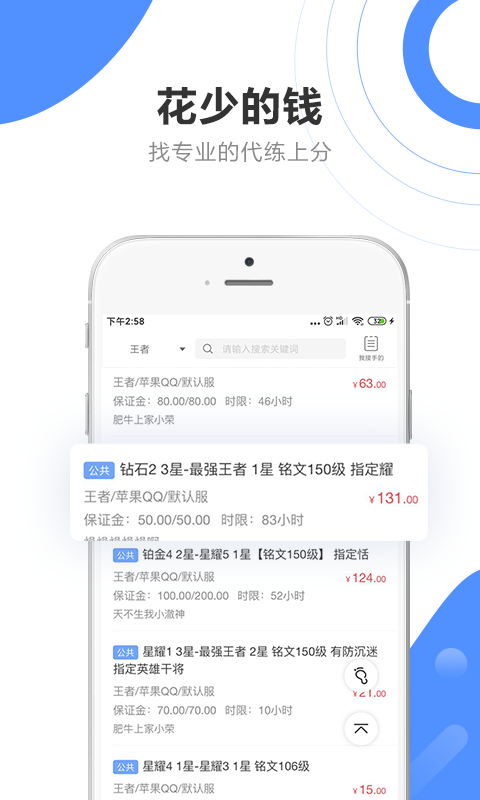 花少的钱
找专业的代练上分
下午2:58
32
王者
请输入搜索关键词
我接手的
王者/苹果QQ/默认服
¥63.00
保证金：80.00/80.00 时限：46小时
肥牛上家小荣
公共 钻石2 3星-最强王者 1星 铭文150级 指定耀
王者/苹果QQ/默认服
¥131.00
保证金：50.00/50.00 时限：83小时
公共 铂金4 2星-星耀5 1星【铭文150级】 指定恬
王者/苹果QQ/默认服
¥124.00
保证金：100.00/200.00 时限：52小时
天不生我小澈神
公共 星耀1 3星-最强王者 2星 铭文150级 有防沉迷
指定英雄干将
王者/苹果QQ/默认服
¥21.00
保证金：70.00/70.00 时限：10小时
肥牛上家小荣
公共 星耀4 1星-星耀3 1星 铭文106级
王者/苹果QQ/默认服
¥15.00